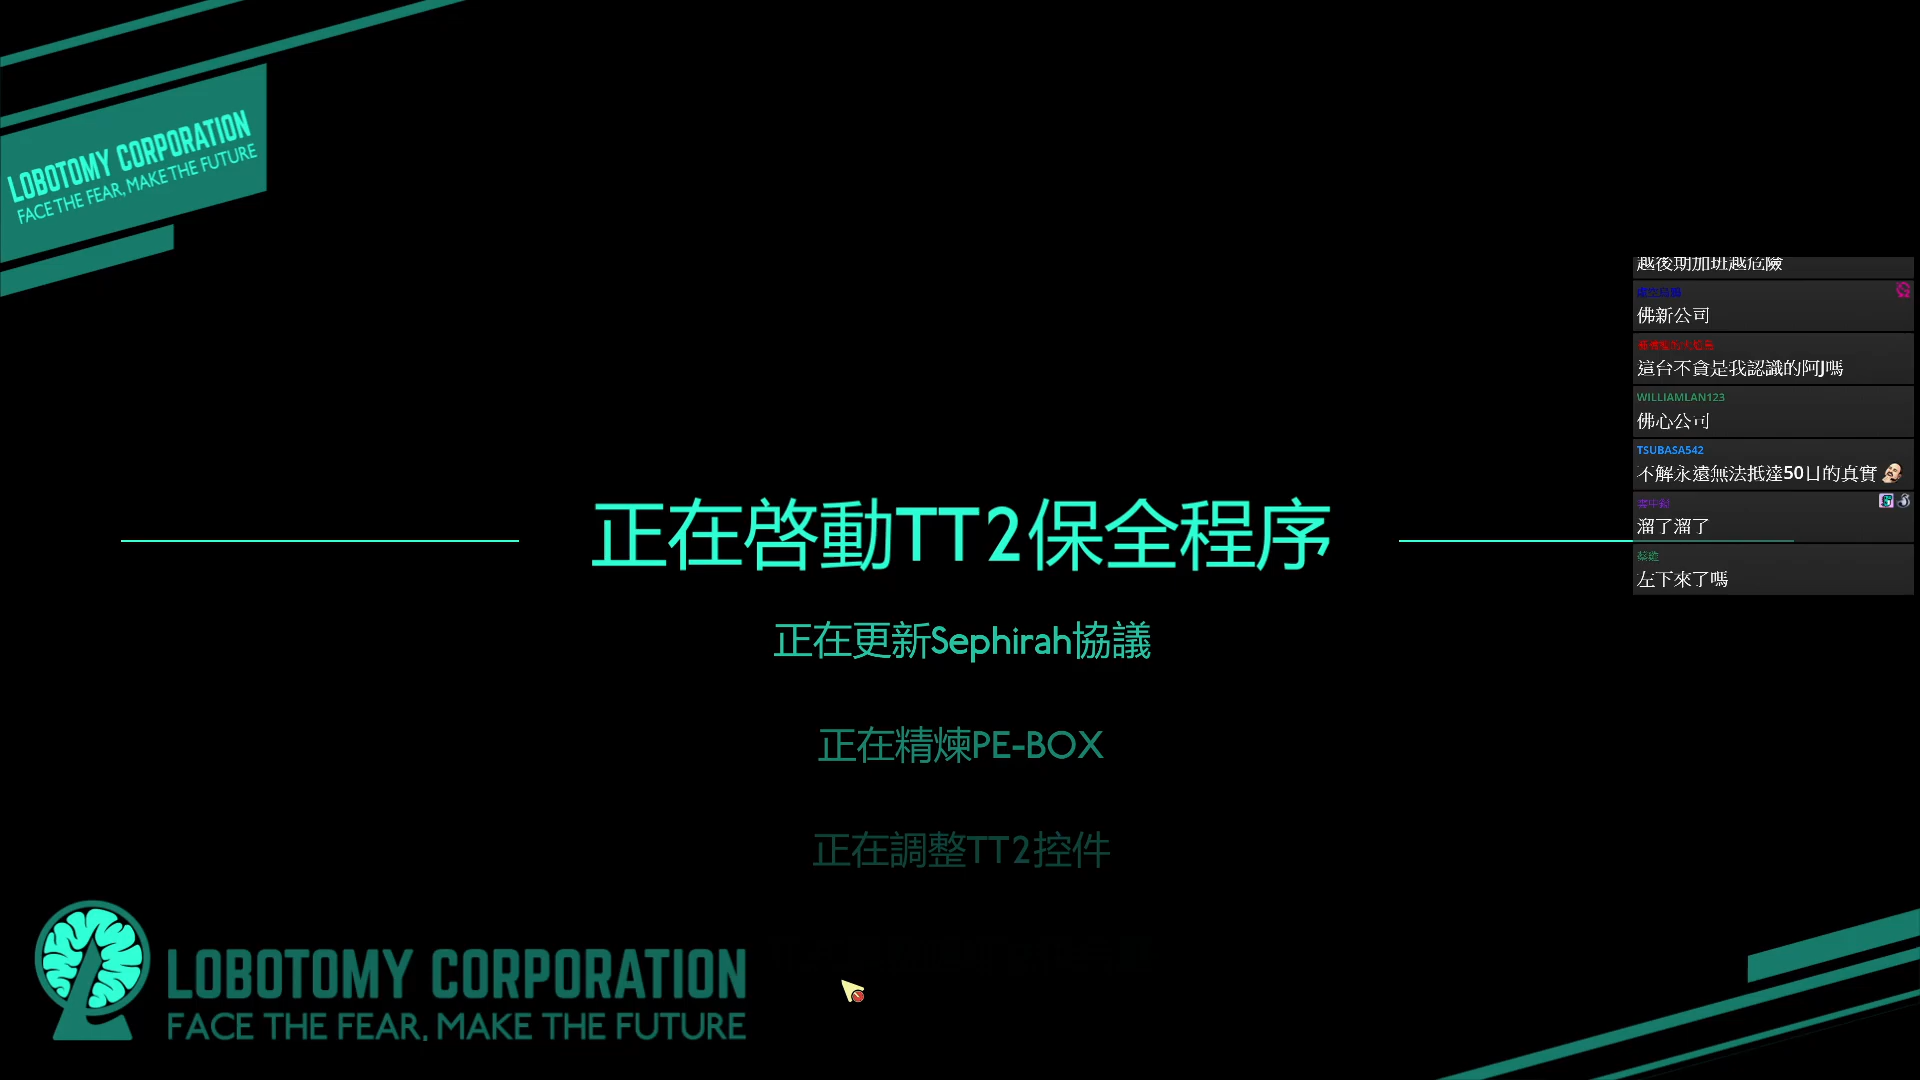 LOBOTOMY CORPORATION
FACE THE FEAR, MAKE THE FUTURE
正在啓動TT2保全程序
正在更新Sephirah協議
正在精煉PE-BOX
正在調整TT2控件
LOBOTOMY CORPORATION
FACE THE FEAR, MAKE THE FUTURE
越後期加班越危險
佛新公司
這台不貪是我認識的阿J嗎
WILLIAMLAN123
佛心公司
TSUBASA542
不解永遠無法抵達50日的真實
溜了溜了
左下來了嗎